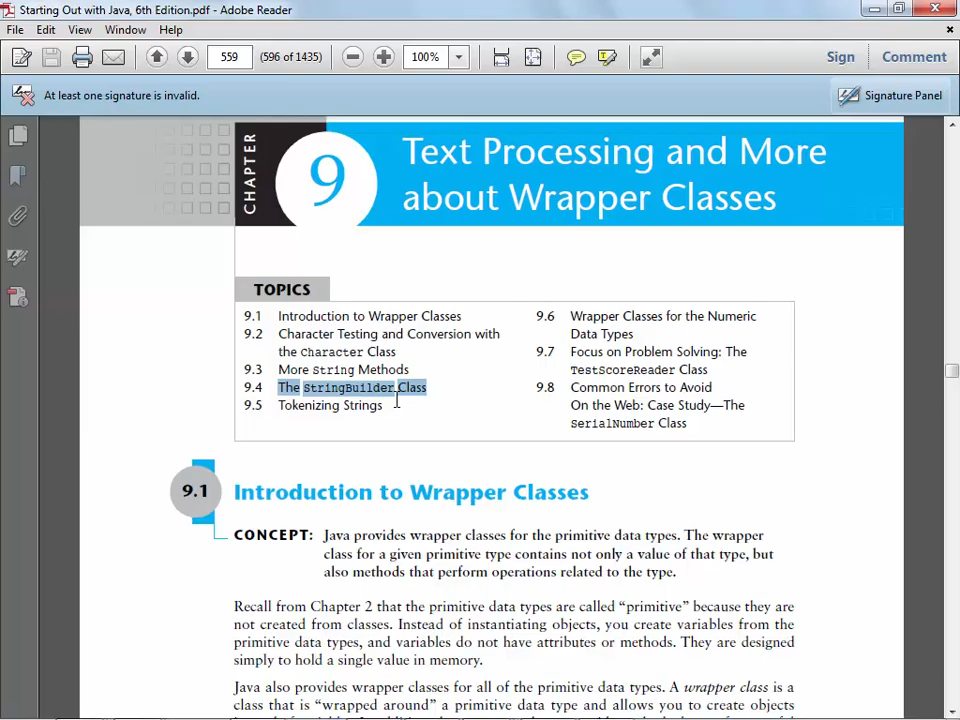 Starting Out with Java, 6th Edition.pdf - Adobe Reader
File Edit View Window Help
559 (596 of 1435) 100% Sign Comment
At least one signature is invalid. Signature Panel
CHAPTER
9
Text Processing and More
about Wrapper Classes
TOPICS
9.1 Introduction to Wrapper Classes
9.2 Character Testing and Conversion with
the Character Class
9.3 More String Methods
9.4 The StringBuilder Class
9.5 Tokenizing Strings
9.6 Wrapper Classes for the Numeric
Data Types
9.7 Focus on Problem Solving: The
TestScoreReader Class
9.8 Common Errors to Avoid
On the Web: Case Study—The
SerialNumber Class
9.1 Introduction to Wrapper Classes
CONCEPT: Java provides wrapper classes for the primitive data types. The wrapper
class for a given primitive type contains not only a value of that type, but
also methods that perform operations related to the type.
Recall from Chapter 2 that the primitive data types are called “primitive” because they are
not created from classes. Instead of instantiating objects, you create variables from the
primitive data types, and variables do not have attributes or methods. They are designed
simply to hold a single value in memory.
Java also provides wrapper classes for all of the primitive data types. A wrapper class is a
class that is “wrapped around” a primitive data type and allows you to create objects